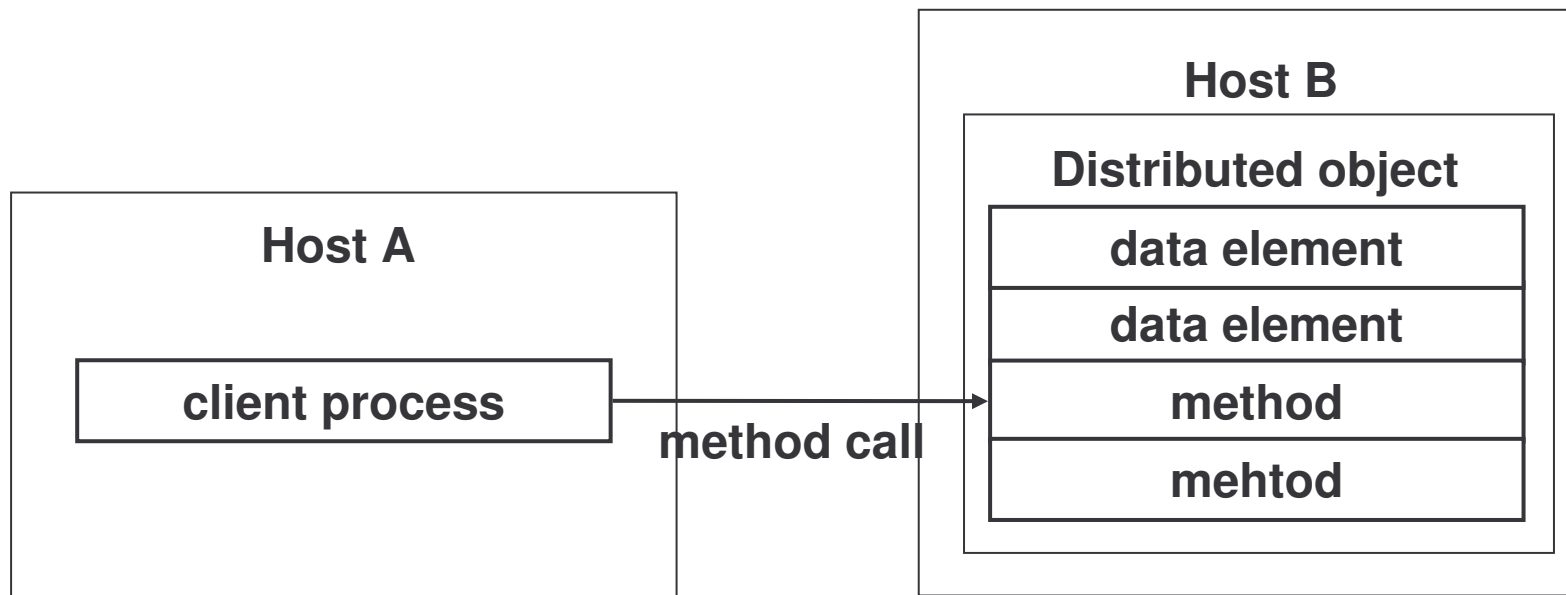 Host B
Distributed object
Host A
data element
data element
client process
method
method call
mehtod